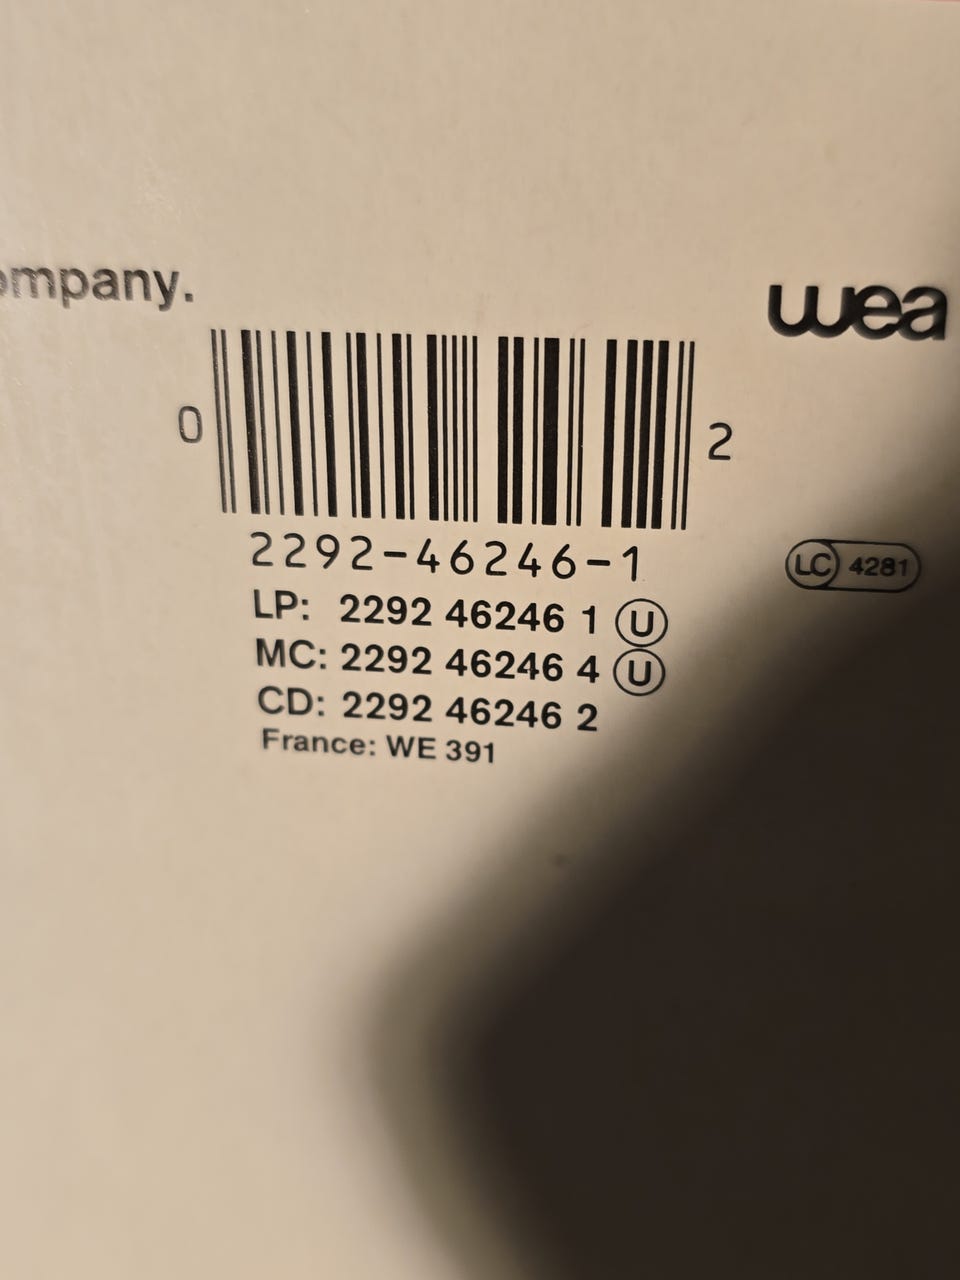 ompany.
wea
0 2
2292-46246-1
LC 4281
LP: 2292 46246 1 U
MC: 2292 46246 4 U
CD: 2292 46246 2
France: WE 391